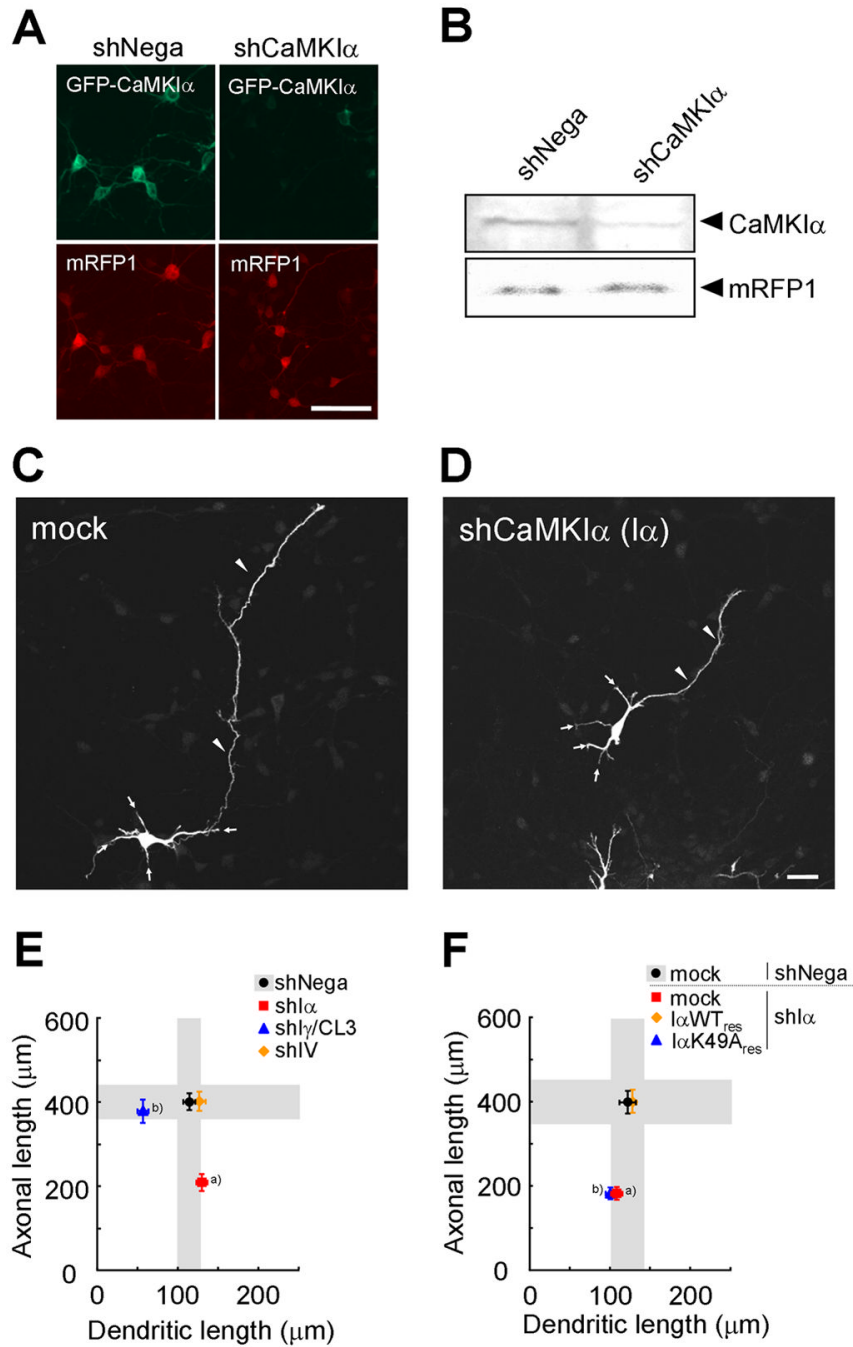 A
shNega shCaMKIα
GFP-CaMKIα GFP-CaMKIα
mRFP1 mRFP1
B
shNega shCaMKIα
CaMKIα
mRFP1
C
mock
D
shCaMKIα (Iα)
E
shNega
shIα
shIγ/CL3
shIV
600
400
200
0
b)
a)
0 100 200
Axonal length (μm)
Dendritic length (μm)
F
mock shNega
mock
IαWTres
IαK49Ares
shIα
600
400
200
0
b) a)
0 100 200
Axonal length (μm)
Dendritic length (μm)